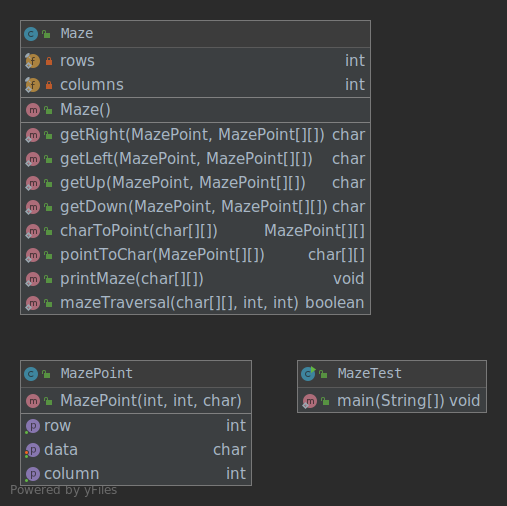 Maze
rows int
columns int
Maze()
getRight(MazePoint, MazePoint[][]) char
getLeft(MazePoint, MazePoint[][]) char
getUp(MazePoint, MazePoint[][]) char
getDown(MazePoint, MazePoint[][]) char
charToPoint(char[][]) MazePoint[][]
pointToChar(MazePoint[][]) char[][]
printMaze(char[][]) void
mazeTraversal(char[][], int, int) boolean
MazePoint
MazePoint(int, int, char)
row int
data char
column int
MazeTest
main(String[]) void
Powered by yFiles